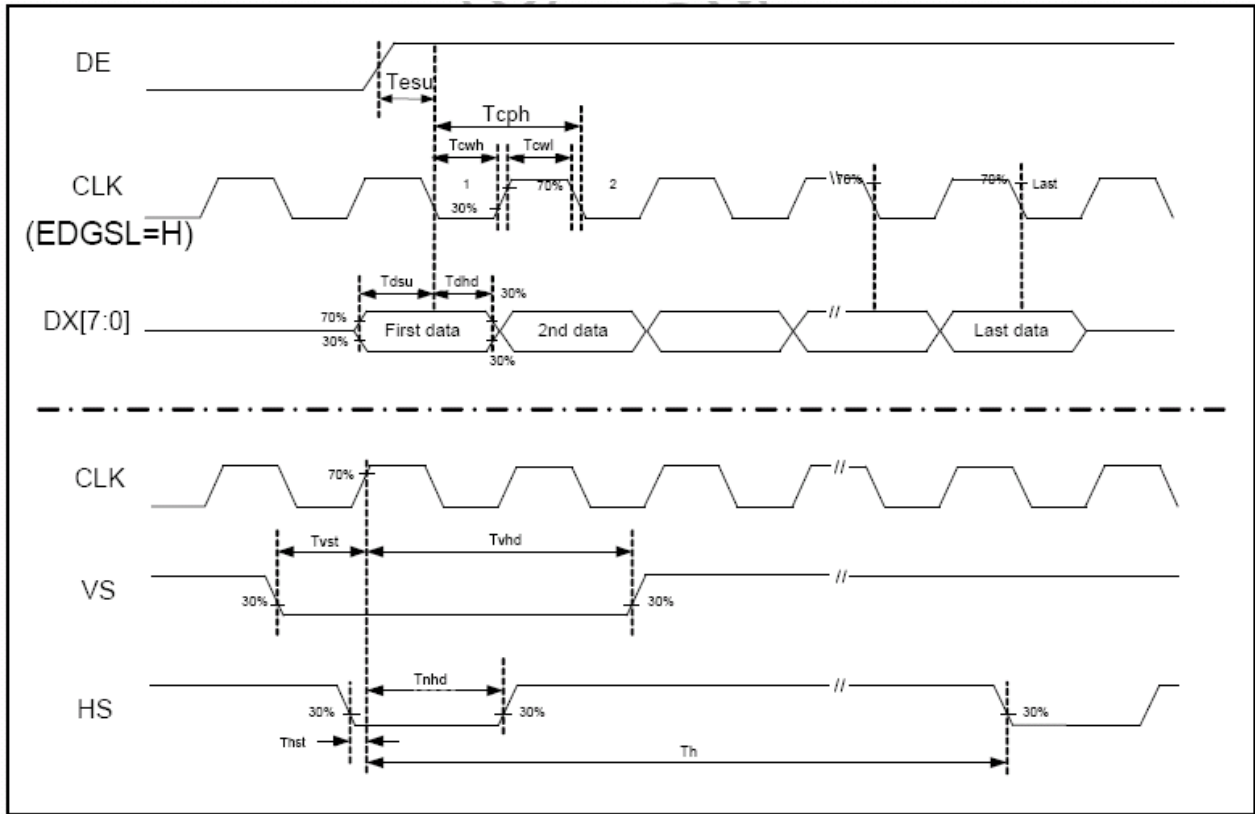 DE
Tesu
Tcph
Tcwh
Tcwl
CLK
1
70%
2
\\
70%
70%
Last
30%
(EDGSL=H)
Tdsu
Tdhd
30%
DX[7:0]
70%
First data
2nd data
//
Last data
30%
30%
CLK
70%
//
Tvst
Tvhd
VS
30%
30%
//
Tnhd
HS
30%
30%
//
30%
Thst
Th